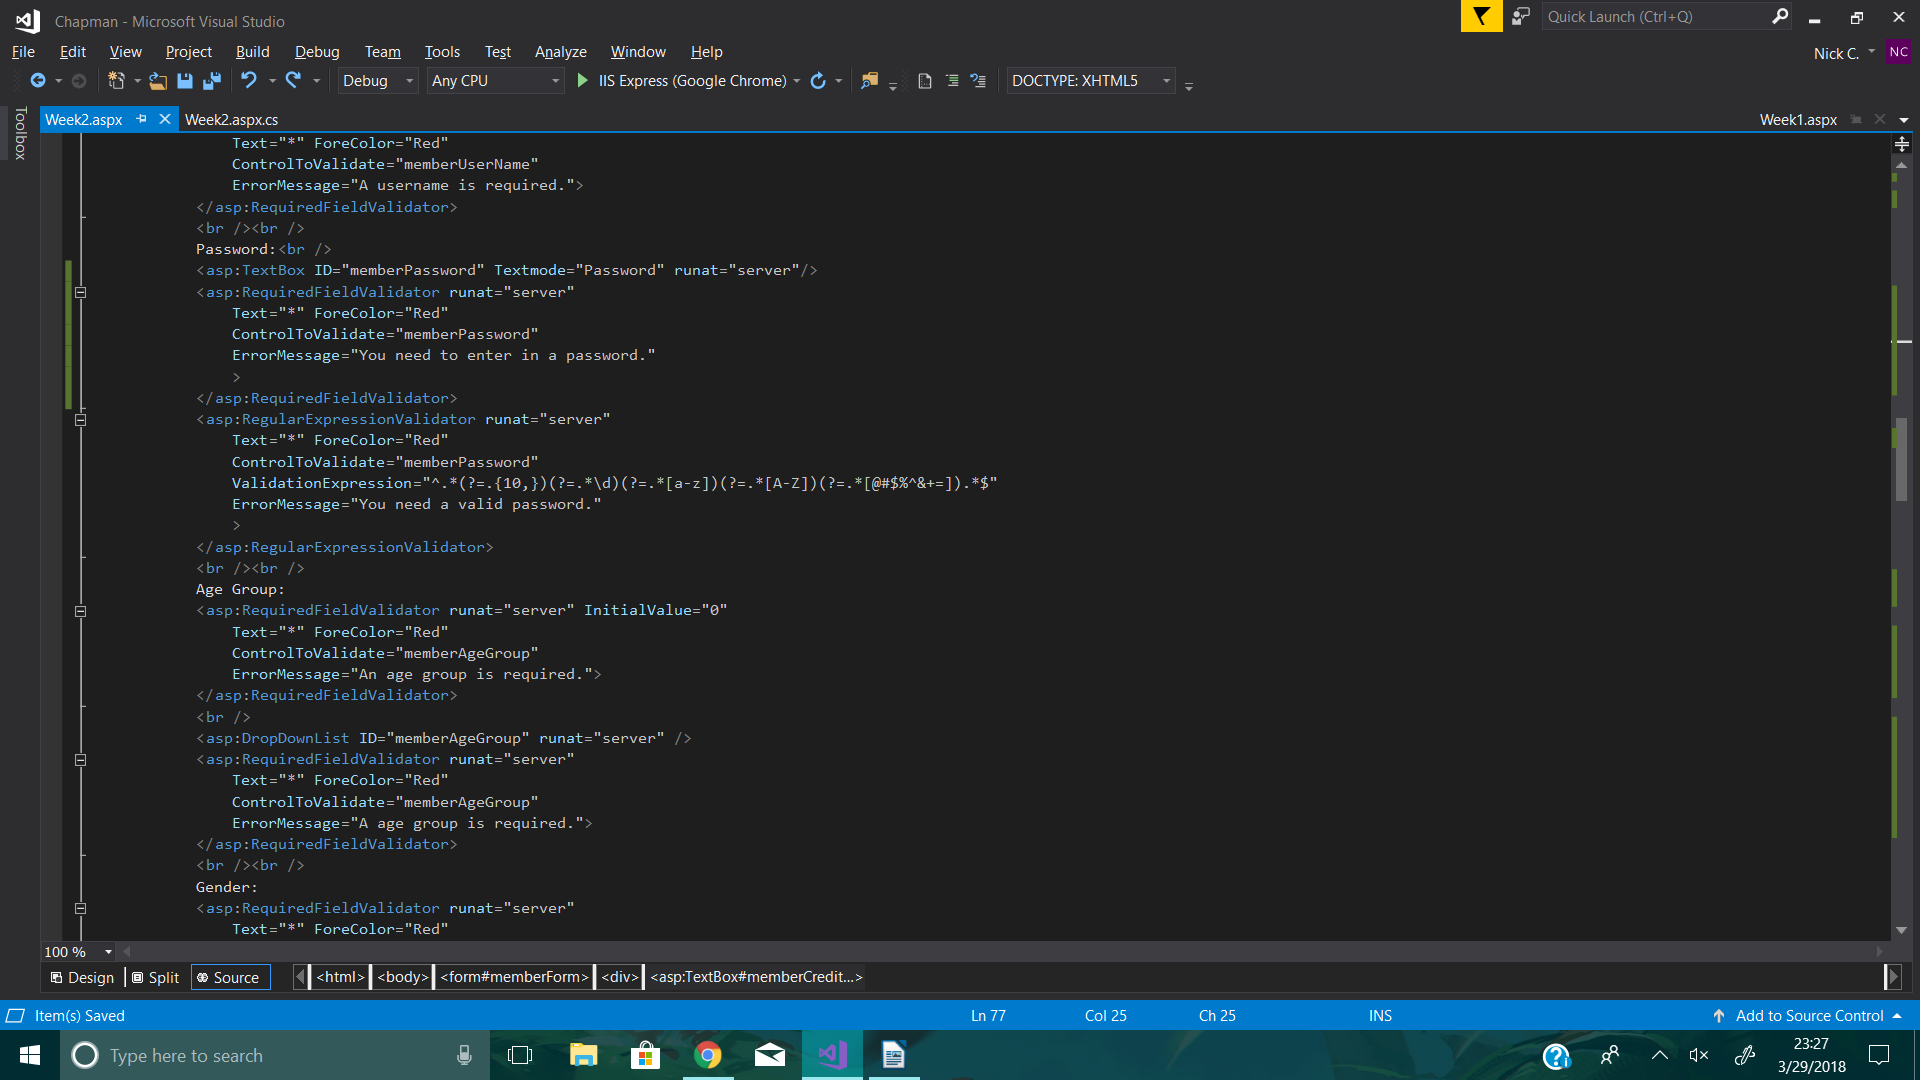 Chapman - Microsoft Visual Studio
Quick Launch (Ctrl+Q)
File Edit View Project Build Debug Team Tools Test Analyze Window Help
Nick C. NC
Debug Any CPU IIS Express (Google Chrome) DOCTYPE: XHTML5
Toolbox
Week2.aspx Week2.aspx.cs Week1.aspx
Text="*" ForeColor="Red"
ControlToValidate="memberUserName"
ErrorMessage="A username is required.">
</asp:RequiredFieldValidator>
<br /><br />
Password:<br />
<asp:TextBox ID="memberPassword" Textmode="Password" runat="server"/>
<asp:RequiredFieldValidator runat="server"
Text="*" ForeColor="Red"
ControlToValidate="memberPassword"
ErrorMessage="You need to enter in a password."
>
</asp:RequiredFieldValidator>
<asp:RegularExpressionValidator runat="server"
Text="*" ForeColor="Red"
ControlToValidate="memberPassword"
ValidationExpression="^.*(?=.{10,})(?=.*\d)(?=.*[a-z])(?=.*[A-Z])(?=.*[@#$%^&+=]).*$"
ErrorMessage="You need a valid password."
>
</asp:RegularExpressionValidator>
<br /><br />
Age Group:
<asp:RequiredFieldValidator runat="server" InitialValue="0"
Text="*" ForeColor="Red"
ControlToValidate="memberAgeGroup"
ErrorMessage="An age group is required.">
</asp:RequiredFieldValidator>
<br />
<asp:DropDownList ID="memberAgeGroup" runat="server" />
<asp:RequiredFieldValidator runat="server"
Text="*" ForeColor="Red"
ControlToValidate="memberAgeGroup"
ErrorMessage="A age group is required.">
</asp:RequiredFieldValidator>
<br /><br />
Gender:
<asp:RequiredFieldValidator runat="server"
Text="*" ForeColor="Red"
100 %
Design Split Source <html> <body> <form#memberForm> <div> <asp:TextBox#memberCredit...>
Item(s) Saved Ln 77 Col 25 Ch 25 INS Add to Source Control
Type here to search
23:27
3/29/2018